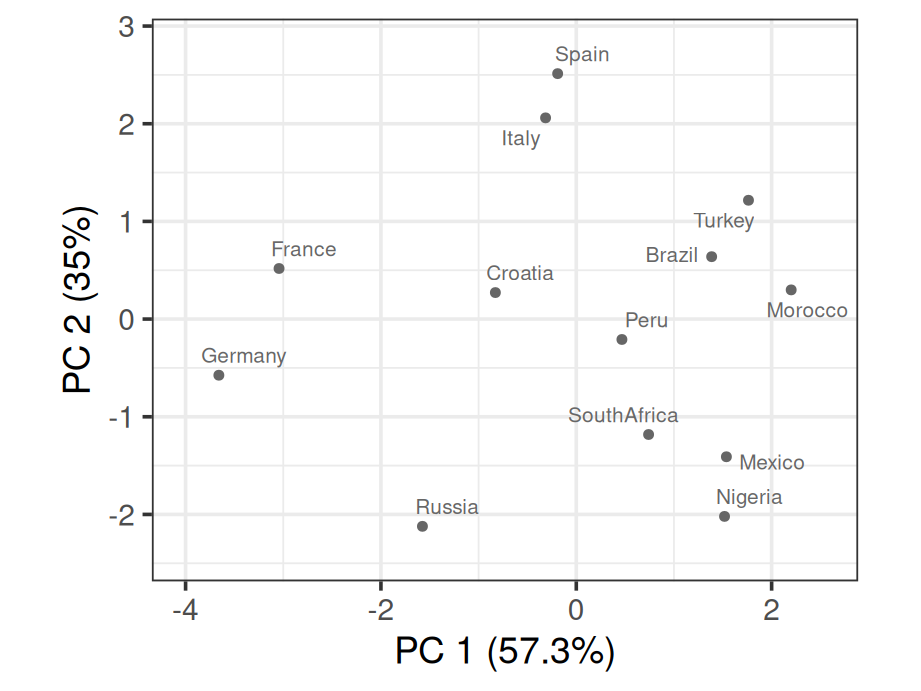 3
Spain
2
Italy
Turkey
1
Brazil
France
Croatia
Morocco
0
Peru
Germany
-1
SouthAfrica
Mexico
Nigeria
-2
Russia
-4
-2
0
2
PC 1 (57.3%)
PC 2 (35%)